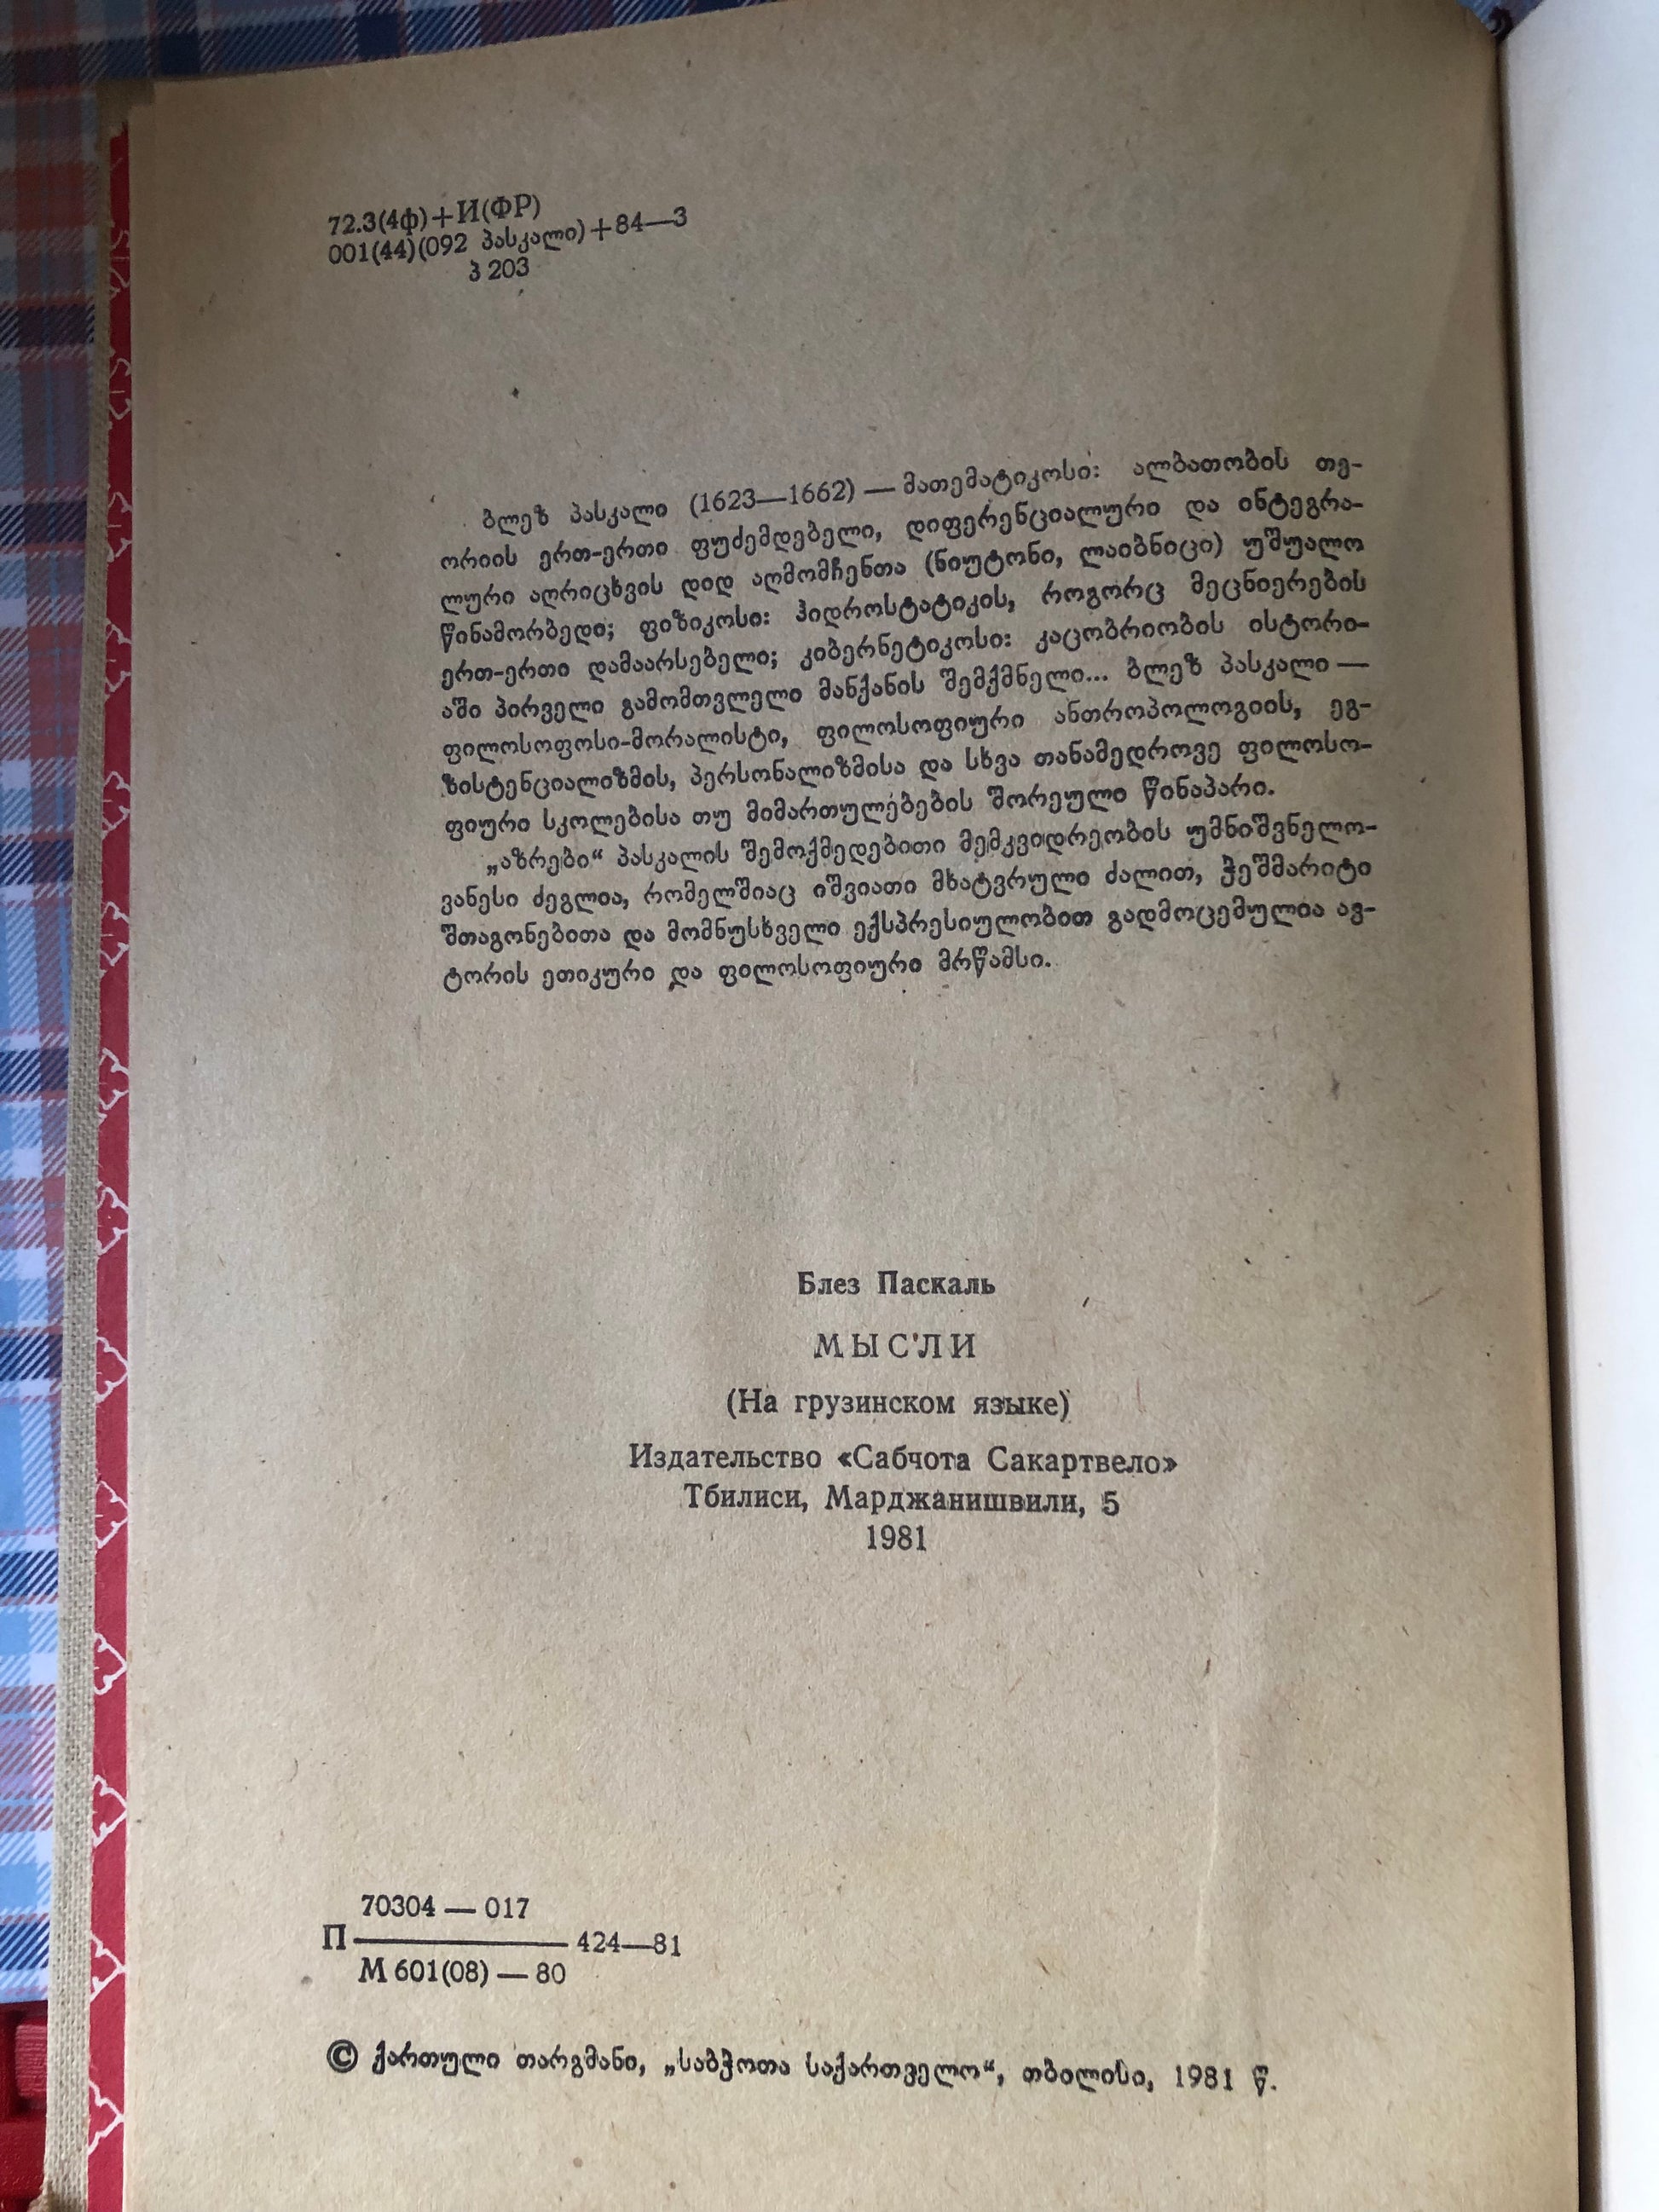 72.3(4ф)+И(ФР)
001(44)(092 პასკალი)+84—3
პ 203
ბლეზ პასკალი (1623—1662) — მათემატიკოსი: ალბათობის თე-
ორიის ერთ-ერთი ფუძემდებელი, დიფერენციალური და ინტეგრა-
ლური აღრიცხვის დიდ აღმომჩენთა (ნიუტონი, ლაიბნიცი) უშუალო
წინამორბედი; ფიზიკოსი: ჰიდროსტატიკის, როგორც მეცნიერების
ერთ-ერთი დამაარსებელი; კიბერნეტიკოსი: კაცობრიობის ისტორი-
აში პირველი გამომთვლელი მანქანის შემქმნელი... ბლეზ პასკალი —
ფილოსოფოსი-მორალისტი, ფილოსოფიური ანთროპოლოგიის, ეგ-
ზისტენციალიზმის, პერსონალიზმისა და სხვა თანამედროვე ფილოსო-
ფიური სკოლებისა თუ მიმართულებების შორეული წინაპარი.
„აზრები“ პასკალის შემოქმედებითი მემკვიდრეობის უმნიშვნელო-
ვანესი ძეგლია, რომელშიაც იშვიათი მხატვრული ძალით, ჭეშმარიტი
შთაგონებითა და მომნუსხველი ექსპრესიულობით გადმოცემულია ავ-
ტორის ეთიკური და ფილოსოფიური მრწამსი.
Блез Паскаль
МЫСЛИ
(На грузинском языке)
Издательство «Сабчота Сакартвело»
Тбилиси, Марджанишвили, 5
1981
70304 — 017
П 424—81
М 601(08) — 80
© ქართული თარგმანი, „საბჭოთა საქართველო“, თბილისი, 1981 წ.